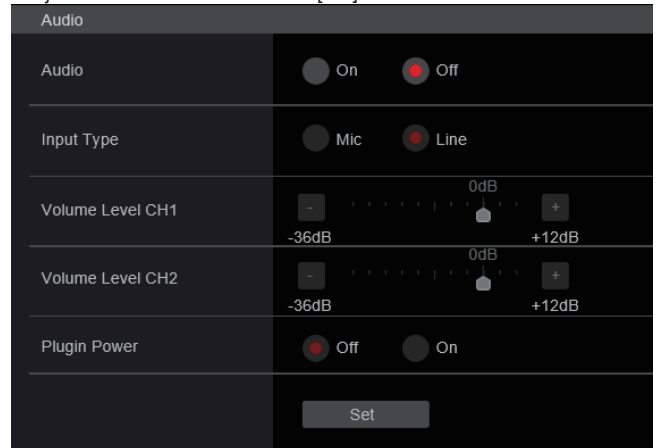 Audio
Audio On Off
Input Type Mic Line
0dB
Volume Level CH1 - +
-36dB +12dB
0dB
Volume Level CH2 - +
-36dB +12dB
Plugin Power Off On
Set